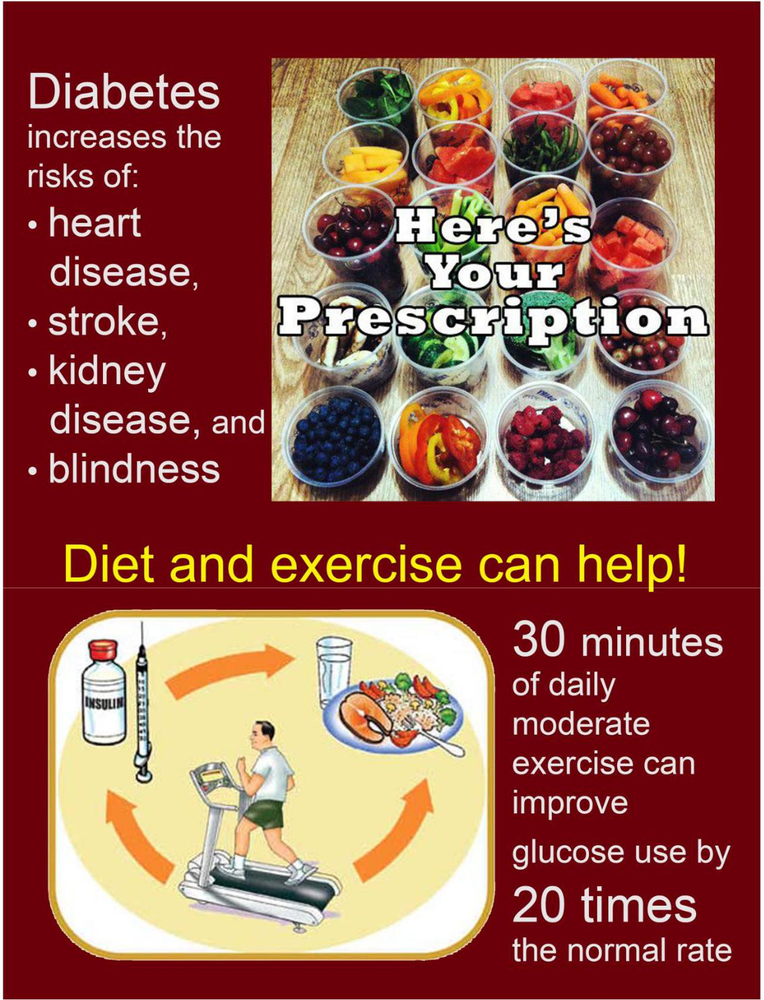 Diabetes
increases the
risks of:
• heart
disease,
• stroke,
• kidney
disease, and
• blindness
Here's
Your
Prescription
Diet and exercise can help!
INSULIN
30 minutes
of daily
moderate
exercise can
improve
glucose use by
20 times
the normal rate